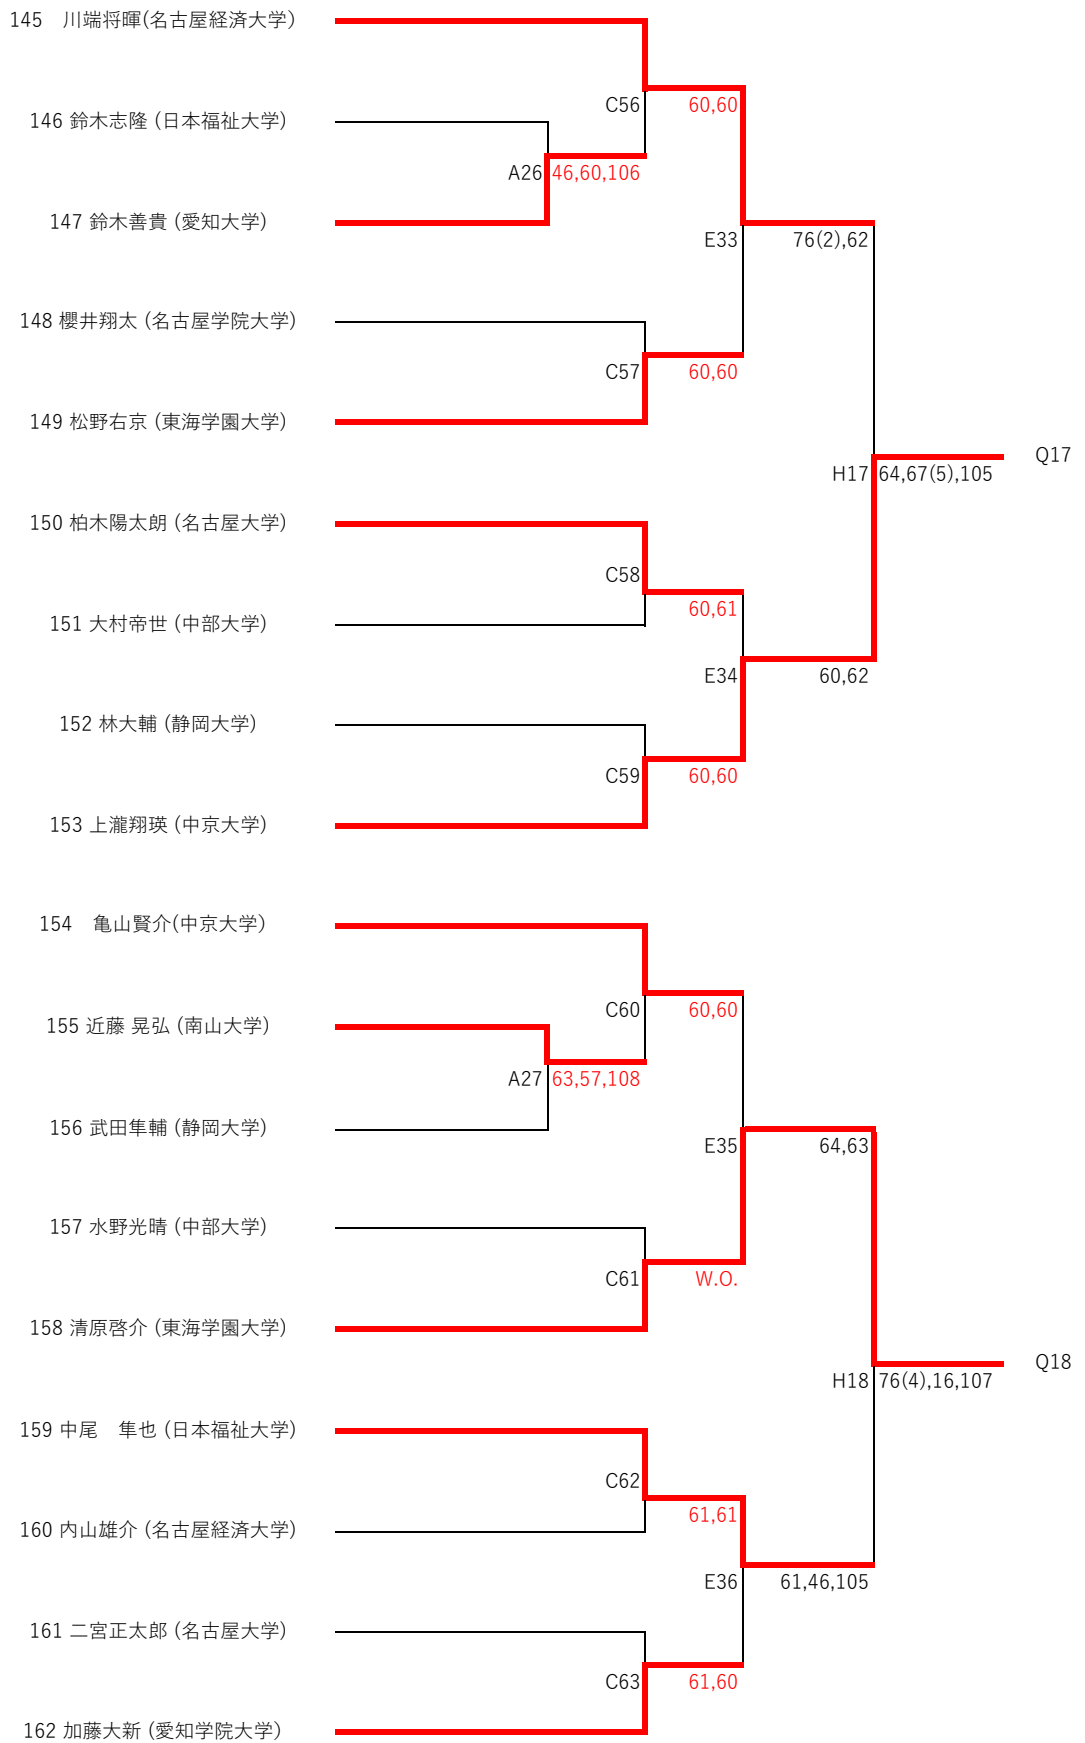 145　川端将暉(名古屋経済大学）
C56
60,60
146 鈴木志隆 (日本福祉大学)
A26
46,60,106
147 鈴木善貴 (愛知大学)
E33
76(2),62
148 櫻井翔太 (名古屋学院大学)
C57
60,60
149 松野右京 (東海学園大学)
H17
64,67(5),105
Q17
150 柏木陽太朗 (名古屋大学)
C58
60,61
151 大村帝世 (中部大学)
E34
60,62
152 林大輔 (静岡大学)
C59
60,60
153 上瀧翔瑛 (中京大学)
154　亀山賢介(中京大学）
C60
60,60
155 近藤 晃弘 (南山大学)
A27
63,57,108
156 武田隼輔 (静岡大学)
E35
64,63
157 水野光晴 (中部大学)
C61
W.O.
158 清原啓介 (東海学園大学)
H18
76(4),16,107
Q18
159 中尾　隼也 (日本福祉大学)
C62
61,61
160 内山雄介 (名古屋経済大学)
E36
61,46,105
161 二宮正太郎 (名古屋大学)
C63
61,60
162 加藤大新 (愛知学院大学)